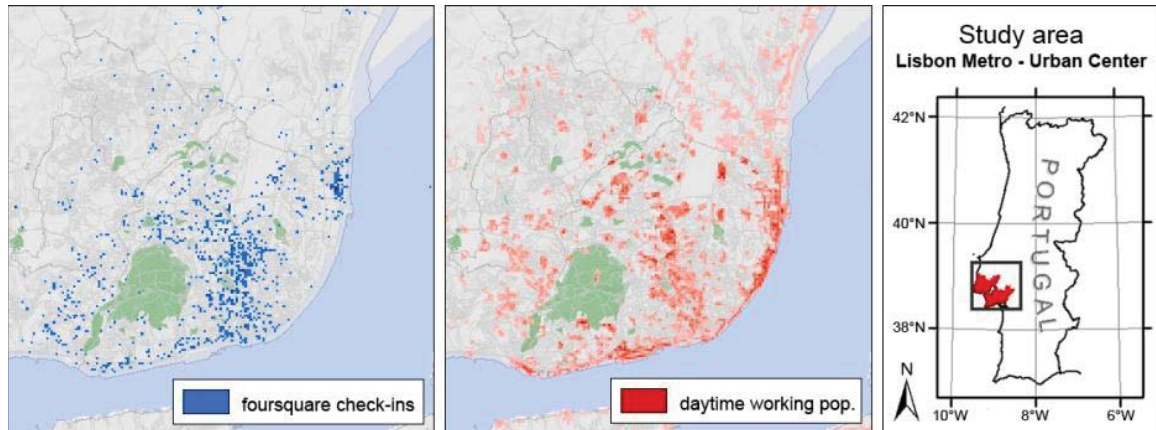 foursquare check-ins
daytime working pop.
Study area
Lisbon Metro - Urban Center
42°N
40°N
38°N
PORTUGAL
N
10°W
8°W
6°W